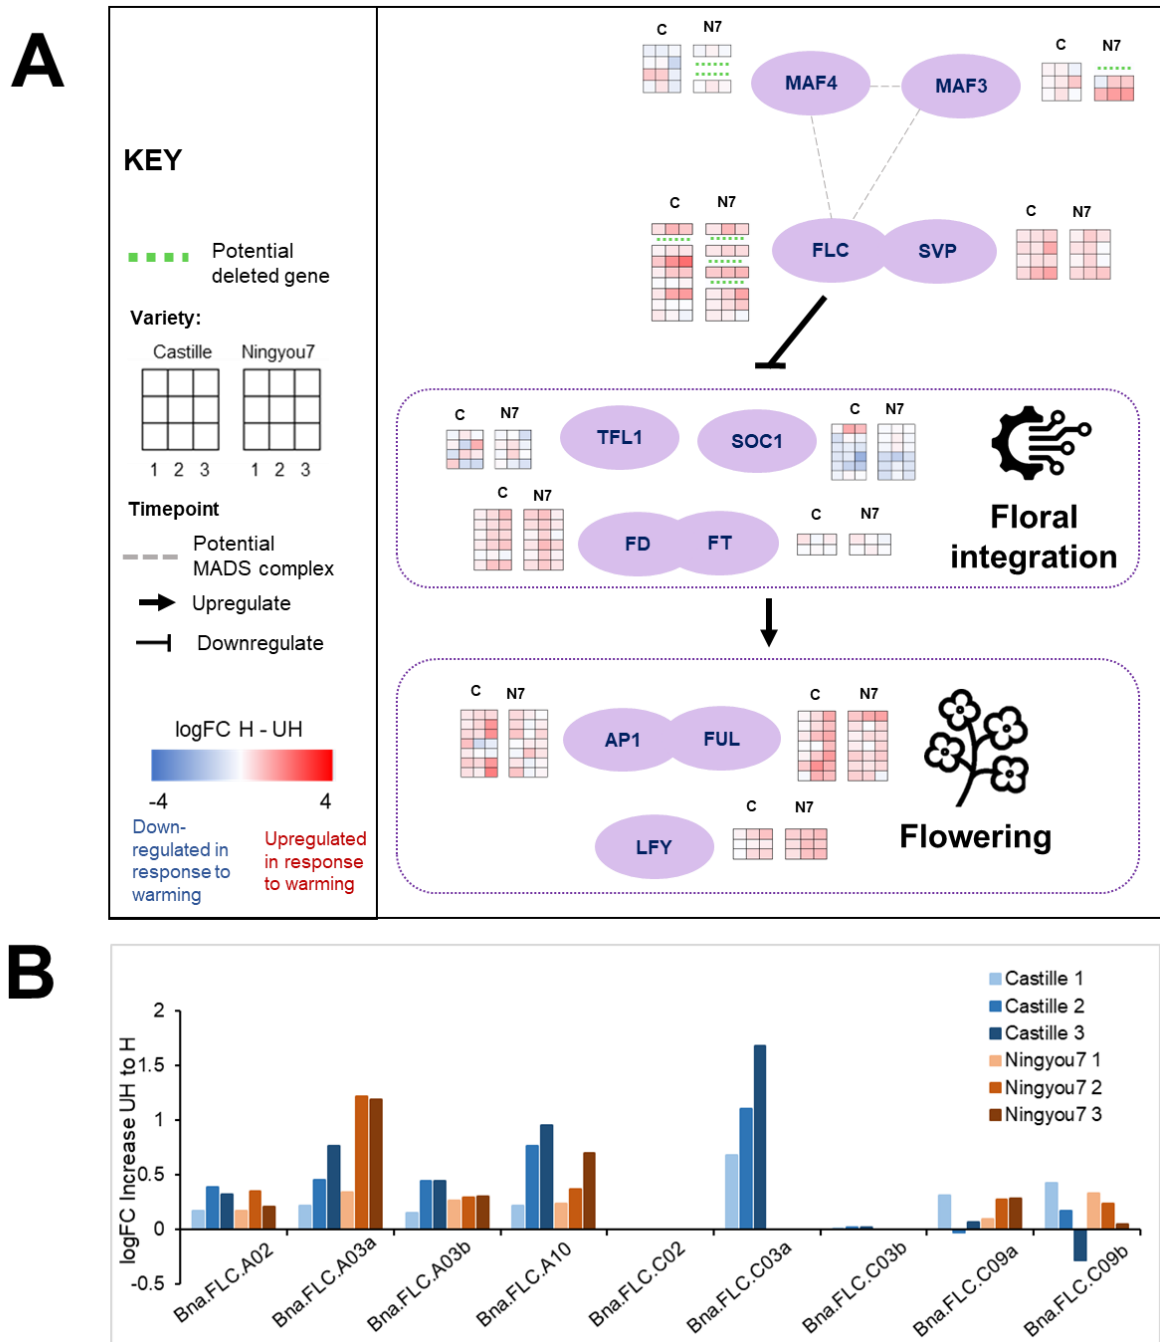 A
KEY
Potential
deleted gene
Variety:
Castille
Ningyou7
1 2 3
1 2 3
Timepoint
Potential
MADS complex
Upregulate
Downregulate
logFC H - UH
-4
4
Down-
regulated in
response to
warming
Upregulated
in response
to warming
C
N7
MAF4
MAF3
C
N7
C
N7
FLC
SVP
C
N7
C
N7
TFL1
SOC1
C
N7
C
N7
FD
FT
C
N7
Floral
integration
C
N7
AP1
FUL
C
N7
LFY
C
N7
Flowering
B
logFC Increase UH to H
2
1.5
1
0.5
0
-0.5
Castille 1
Castille 2
Castille 3
Ningyou7 1
Ningyou7 2
Ningyou7 3
Bna.FLC.A02
Bna.FLC.A03a
Bna.FLC.A03b
Bna.FLC.A10
Bna.FLC.C02
Bna.FLC.C03a
Bna.FLC.C03b
Bna.FLC.C09a
Bna.FLC.C09b